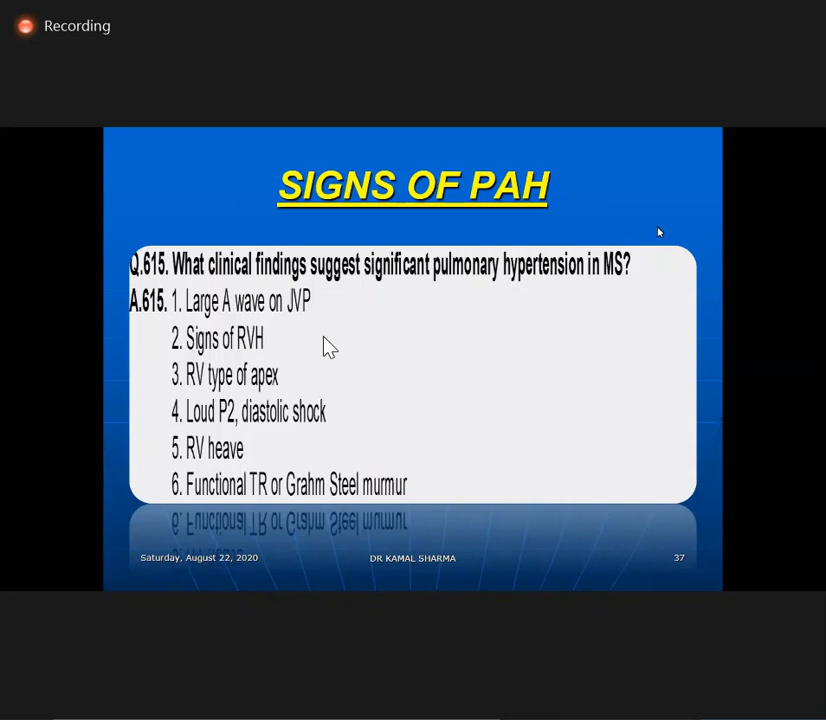 Recording
SIGNS OF PAH
Q.615. What clinical findings suggest significant pulmonary hypertension in MS?
A.615. 1. Large A wave on JVP
2. Signs of RVH
3. RV type of apex
4. Loud P2, diastolic shock
5. RV heave
6. Functional TR or Grahm Steel murmur
Saturday, August 22, 2020
DR KAMAL SHARMA
37